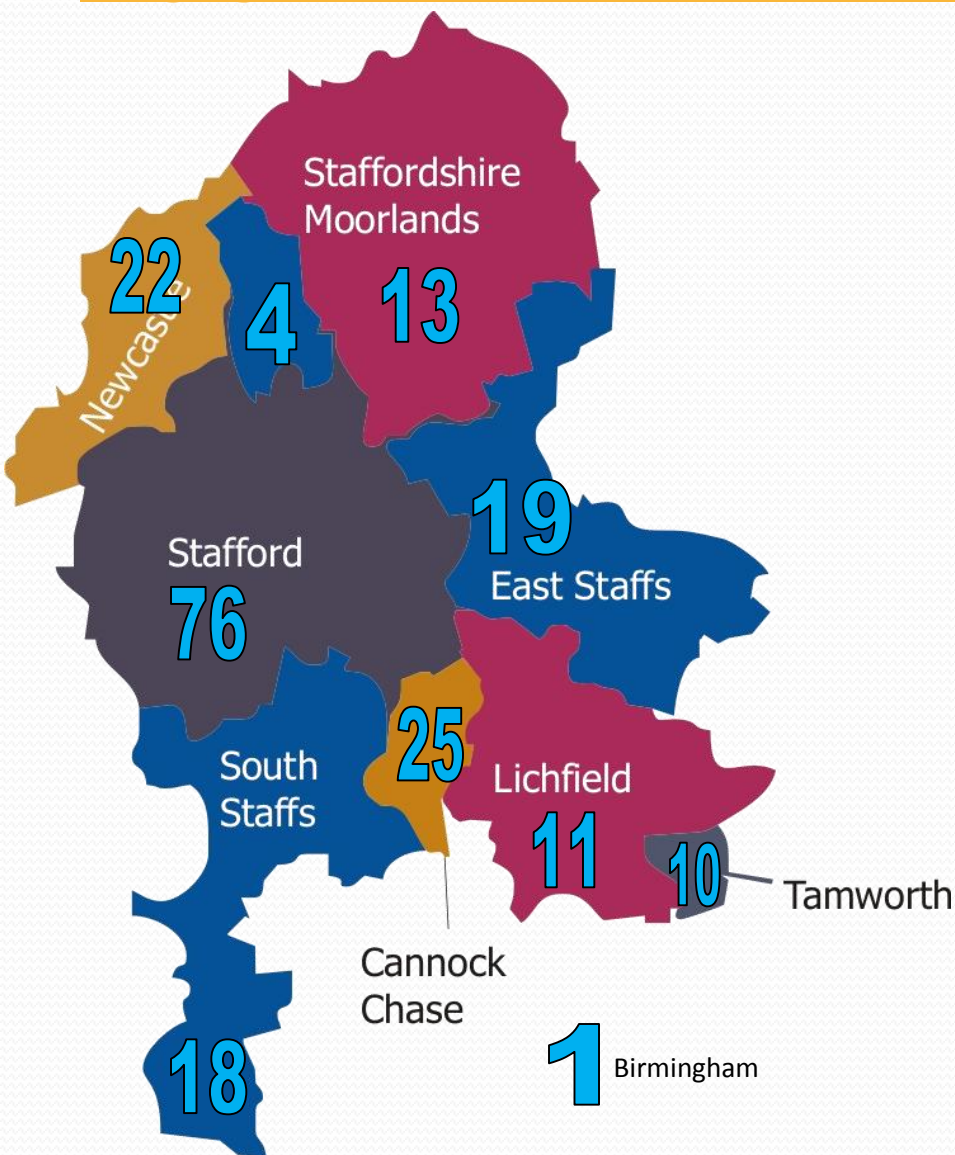 Staffordshire
Moorlands
22
4
13
Newcastle
19
Stafford
East Staffs
76
25
South
Staffs
Lichfield
11
10
Tamworth
Cannock
Chase
18
1
Birmingham